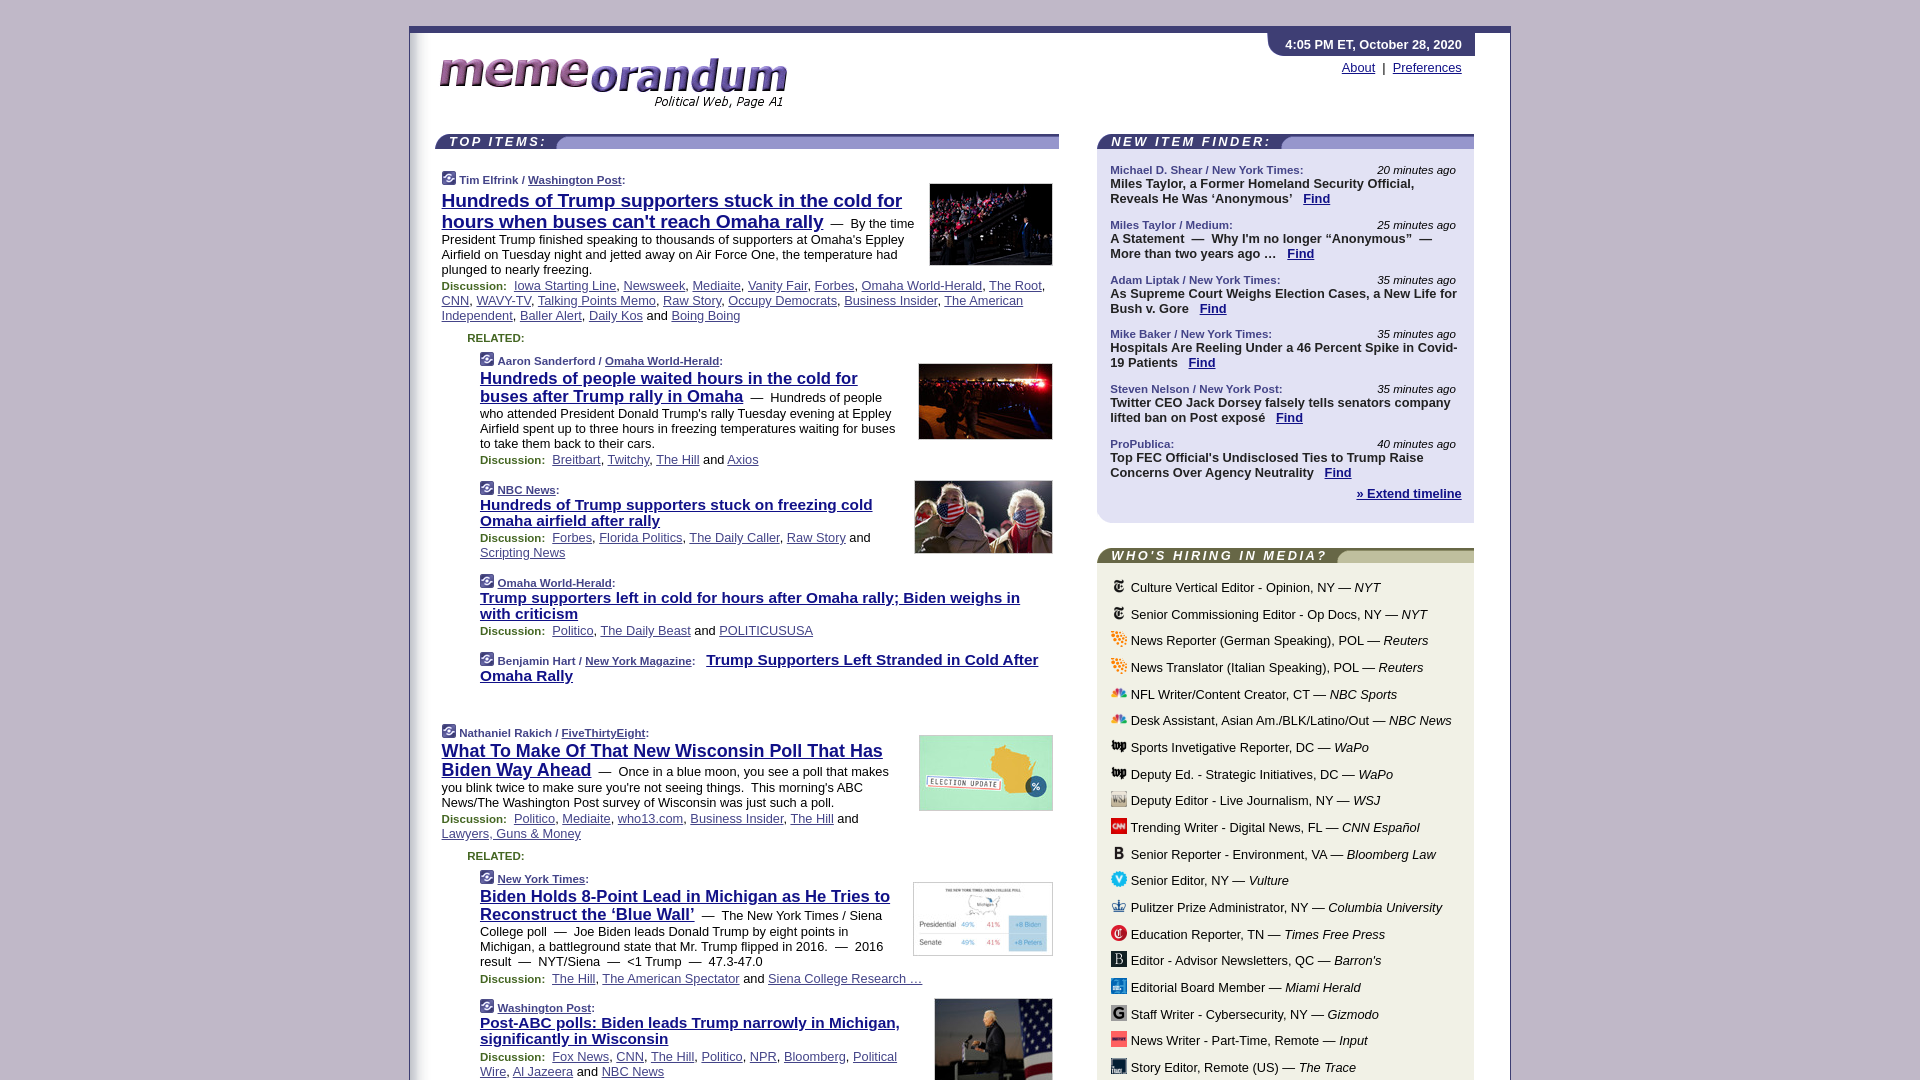 4:05 PM ET, October 28, 2020
About | Preferences
memeorandum
Political Web, Page A1
TOP ITEMS:
Tim Elfrink / Washington Post:
Hundreds of Trump supporters stuck in the cold for
hours when buses can't reach Omaha rally — By the time
President Trump finished speaking to thousands of supporters at Omaha's Eppley
Airfield on Tuesday night and jetted away on Air Force One, the temperature had
plunged to nearly freezing.
Discussion: Iowa Starting Line, Newsweek, Mediaite, Vanity Fair, Forbes, Omaha World-Herald, The Root,
CNN, WAVY-TV, Talking Points Memo, Raw Story, Occupy Democrats, Business Insider, The American
Independent, Baller Alert, Daily Kos and Boing Boing
RELATED:
Aaron Sanderford / Omaha World-Herald:
Hundreds of people waited hours in the cold for
buses after Trump rally in Omaha — Hundreds of people
who attended President Donald Trump's rally Tuesday evening at Eppley
Airfield spent up to three hours in freezing temperatures waiting for buses
to take them back to their cars.
Discussion: Breitbart, Twitchy, The Hill and Axios
NBC News:
Hundreds of Trump supporters stuck on freezing cold
Omaha airfield after rally
Discussion: Forbes, Florida Politics, The Daily Caller, Raw Story and
Scripting News
Omaha World-Herald:
Trump supporters left in cold for hours after Omaha rally; Biden weighs in
with criticism
Discussion: Politico, The Daily Beast and POLITICUSUSA
Benjamin Hart / New York Magazine: Trump Supporters Left Stranded in Cold After
Omaha Rally
Nathaniel Rakich / FiveThirtyEight:
What To Make Of That New Wisconsin Poll That Has
Biden Way Ahead — Once in a blue moon, you see a poll that makes
you blink twice to make sure you're not seeing things. This morning's ABC
News/The Washington Post survey of Wisconsin was just such a poll.
ELECTION UPDATE
%
Discussion: Politico, Mediaite, who13.com, Business Insider, The Hill and
Lawyers, Guns & Money
RELATED:
New York Times:
Biden Holds 8-Point Lead in Michigan as He Tries to
Reconstruct the ‘Blue Wall’ — The New York Times / Siena
College poll — Joe Biden leads Donald Trump by eight points in
Michigan, a battleground state that Mr. Trump flipped in 2016. — 2016
result — NYT/Siena — <1 Trump — 47.3-47.0
THE NEW YORK TIMES / SIENA COLLEGE POLL
Michigan
Presidential 49% 41% +8 Biden
Senate 49% 41% +8 Peters
Discussion: The Hill, The American Spectator and Siena College Research …
Washington Post:
Post-ABC polls: Biden leads Trump narrowly in Michigan,
significantly in Wisconsin
Discussion: Fox News, CNN, The Hill, Politico, NPR, Bloomberg, Political
Wire, Al Jazeera and NBC News
NEW ITEM FINDER:
Michael D. Shear / New York Times: 20 minutes ago
Miles Taylor, a Former Homeland Security Official,
Reveals He Was ‘Anonymous’ Find
Miles Taylor / Medium: 25 minutes ago
A Statement — Why I'm no longer “Anonymous” —
More than two years ago … Find
Adam Liptak / New York Times: 35 minutes ago
As Supreme Court Weighs Election Cases, a New Life for
Bush v. Gore Find
Mike Baker / New York Times: 35 minutes ago
Hospitals Are Reeling Under a 46 Percent Spike in Covid-
19 Patients Find
Steven Nelson / New York Post: 35 minutes ago
Twitter CEO Jack Dorsey falsely tells senators company
lifted ban on Post exposé Find
ProPublica: 40 minutes ago
Top FEC Official's Undisclosed Ties to Trump Raise
Concerns Over Agency Neutrality Find
» Extend timeline
WHO'S HIRING IN MEDIA?
Culture Vertical Editor - Opinion, NY — NYT
Senior Commissioning Editor - Op Docs, NY — NYT
News Reporter (German Speaking), POL — Reuters
News Translator (Italian Speaking), POL — Reuters
NFL Writer/Content Creator, CT — NBC Sports
Desk Assistant, Asian Am./BLK/Latino/Out — NBC News
Sports Invetigative Reporter, DC — WaPo
Deputy Ed. - Strategic Initiatives, DC — WaPo
Deputy Editor - Live Journalism, NY — WSJ
Trending Writer - Digital News, FL — CNN Español
Senior Reporter - Environment, VA — Bloomberg Law
Senior Editor, NY — Vulture
Pulitzer Prize Administrator, NY — Columbia University
Education Reporter, TN — Times Free Press
Editor - Advisor Newsletters, QC — Barron's
Editorial Board Member — Miami Herald
Staff Writer - Cybersecurity, NY — Gizmodo
News Writer - Part-Time, Remote — Input
Story Editor, Remote (US) — The Trace